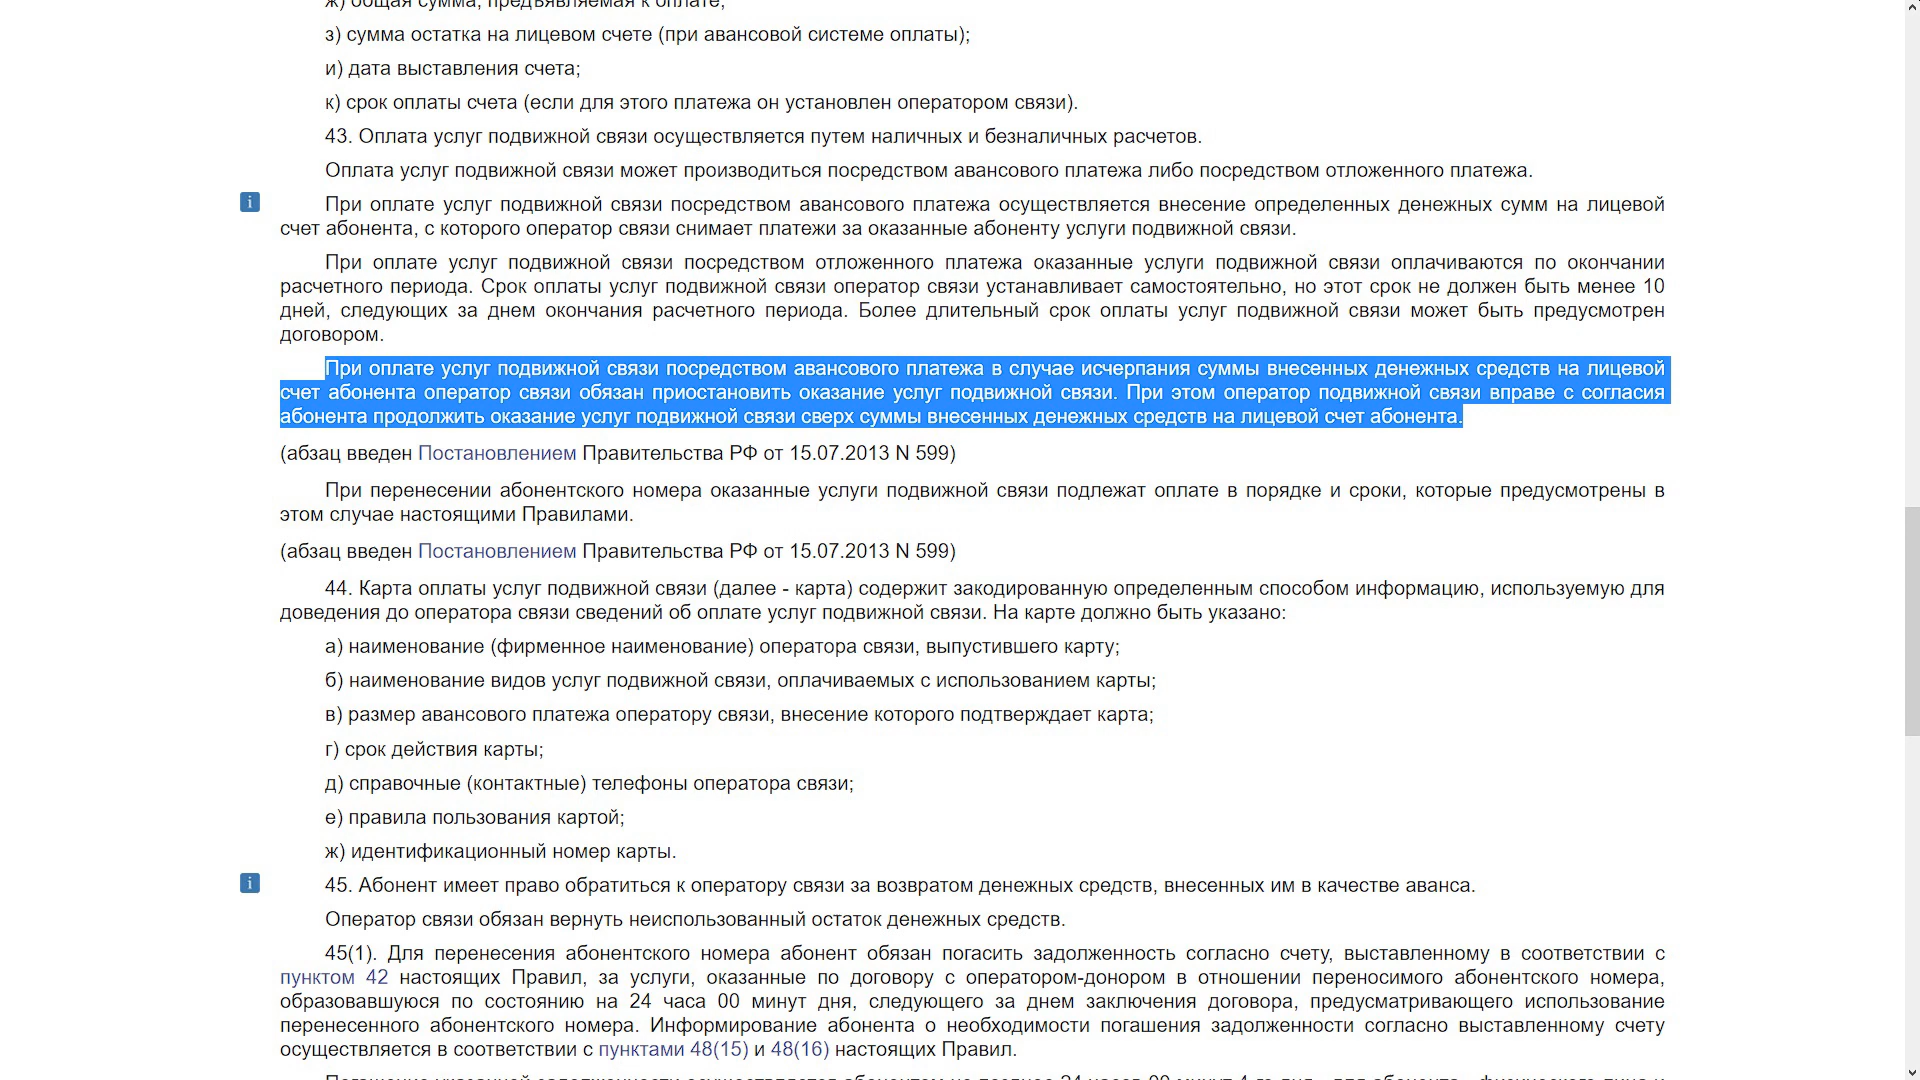 ж) общая сумма, предъявляемая к оплате;
з) сумма остатка на лицевом счете (при авансовой системе оплаты);
и) дата выставления счета;
к) срок оплаты счета (если для этого платежа он установлен оператором связи).
43. Оплата услуг подвижной связи осуществляется путем наличных и безналичных расчетов.
Оплата услуг подвижной связи может производиться посредством авансового платежа либо посредством отложенного платежа.
i
При оплате услуг подвижной связи посредством авансового платежа осуществляется внесение определенных денежных сумм на лицевой
счет абонента, с которого оператор связи снимает платежи за оказанные абоненту услуги подвижной связи.
При оплате услуг подвижной связи посредством отложенного платежа оказанные услуги подвижной связи оплачиваются по окончании
расчетного периода. Срок оплаты услуг подвижной связи оператор связи устанавливает самостоятельно, но этот срок не должен быть менее 10
дней, следующих за днем окончания расчетного периода. Более длительный срок оплаты услуг подвижной связи может быть предусмотрен
договором.
При оплате услуг подвижной связи посредством авансового платежа в случае исчерпания суммы внесенных денежных средств на лицевой
счет абонента оператор связи обязан приостановить оказание услуг подвижной связи. При этом оператор подвижной связи вправе с согласия
абонента продолжить оказание услуг подвижной связи сверх суммы внесенных денежных средств на лицевой счет абонента.
(абзац введен Постановлением Правительства РФ от 15.07.2013 N 599)
При перенесении абонентского номера оказанные услуги подвижной связи подлежат оплате в порядке и сроки, которые предусмотрены в
этом случае настоящими Правилами.
(абзац введен Постановлением Правительства РФ от 15.07.2013 N 599)
44. Карта оплаты услуг подвижной связи (далее - карта) содержит закодированную определенным способом информацию, используемую для
доведения до оператора связи сведений об оплате услуг подвижной связи. На карте должно быть указано:
а) наименование (фирменное наименование) оператора связи, выпустившего карту;
б) наименование видов услуг подвижной связи, оплачиваемых с использованием карты;
в) размер авансового платежа оператору связи, внесение которого подтверждает карта;
г) срок действия карты;
д) справочные (контактные) телефоны оператора связи;
е) правила пользования картой;
ж) идентификационный номер карты.
i
45. Абонент имеет право обратиться к оператору связи за возвратом денежных средств, внесенных им в качестве аванса.
Оператор связи обязан вернуть неиспользованный остаток денежных средств.
45(1). Для перенесения абонентского номера абонент обязан погасить задолженность согласно счету, выставленному в соответствии с
пунктом 42 настоящих Правил, за услуги, оказанные по договору с оператором-донором в отношении переносимого абонентского номера,
образовавшуюся по состоянию на 24 часа 00 минут дня, следующего за днем заключения договора, предусматривающего использование
перенесенного абонентского номера. Информирование абонента о необходимости погашения задолженности согласно выставленному счету
осуществляется в соответствии с пунктами 48(15) и 48(16) настоящих Правил.